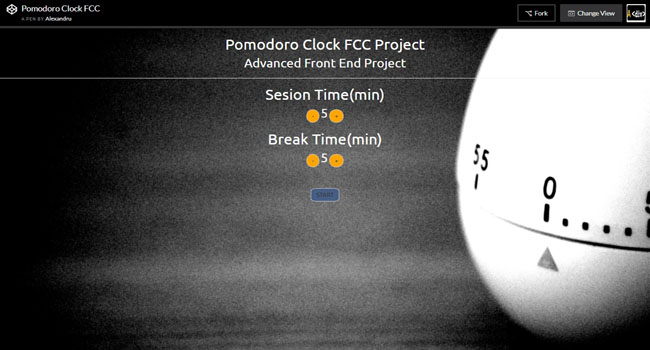 Pomodoro Clock FCC
A PEN BY Alexandru
Fork
Change View
Pomodoro Clock FCC Project
Advanced Front End Project
Sesion Time(min)
- 5 +
Break Time(min)
- 5 +
START
55
0
5